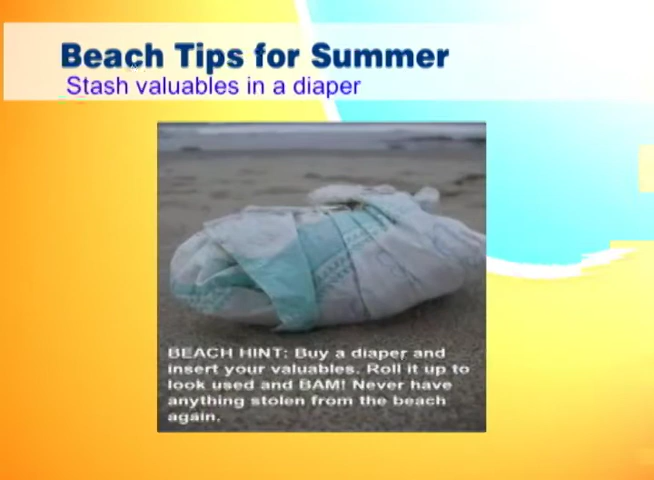 Beach Tips for Summer
Stash valuables in a diaper
BEACH HINT: Buy a diaper and
insert your valuables. Roll it up to
look used and BAM! Never have
anything stolen from the beach
again.